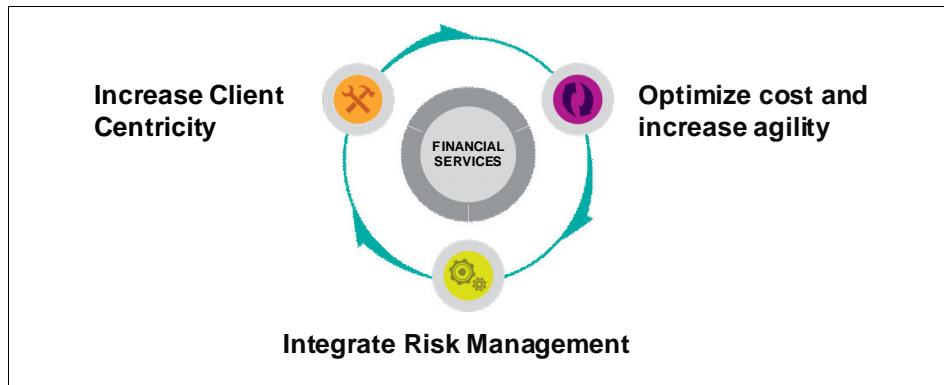 Increase Client
Centricity
Optimize cost and
increase agility
FINANCIAL
SERVICES
Integrate Risk Management